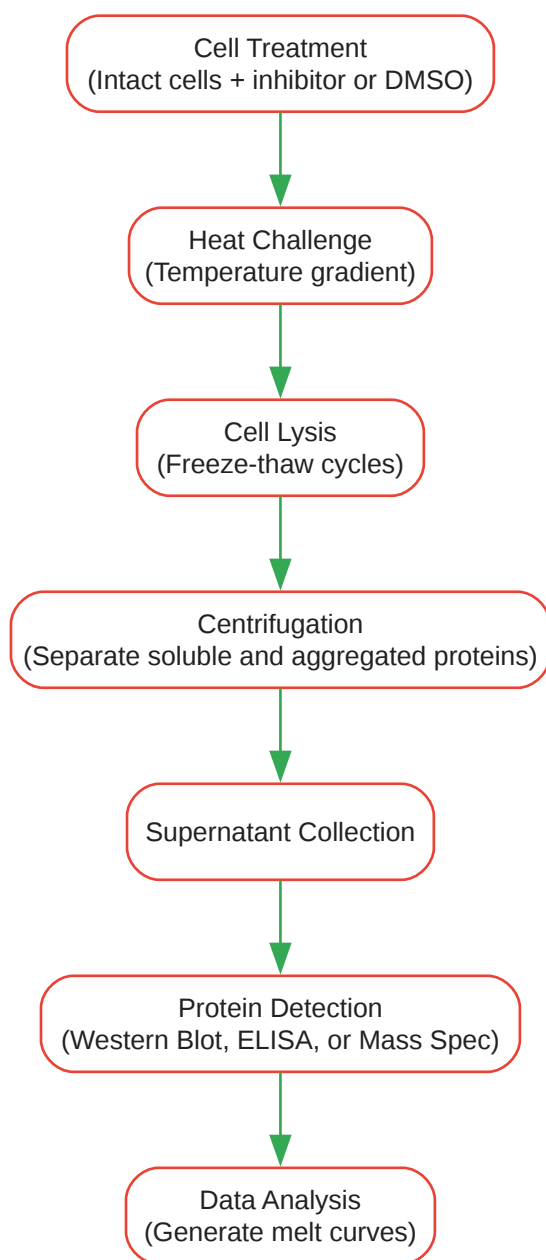 Cell Treatment
(Intact cells + inhibitor or DMSO)
Heat Challenge
(Temperature gradient)
Cell Lysis
(Freeze-thaw cycles)
Centrifugation
(Separate soluble and aggregated proteins)
Supernatant Collection
Protein Detection
(Western Blot, ELISA, or Mass Spec)
Data Analysis
(Generate melt curves)